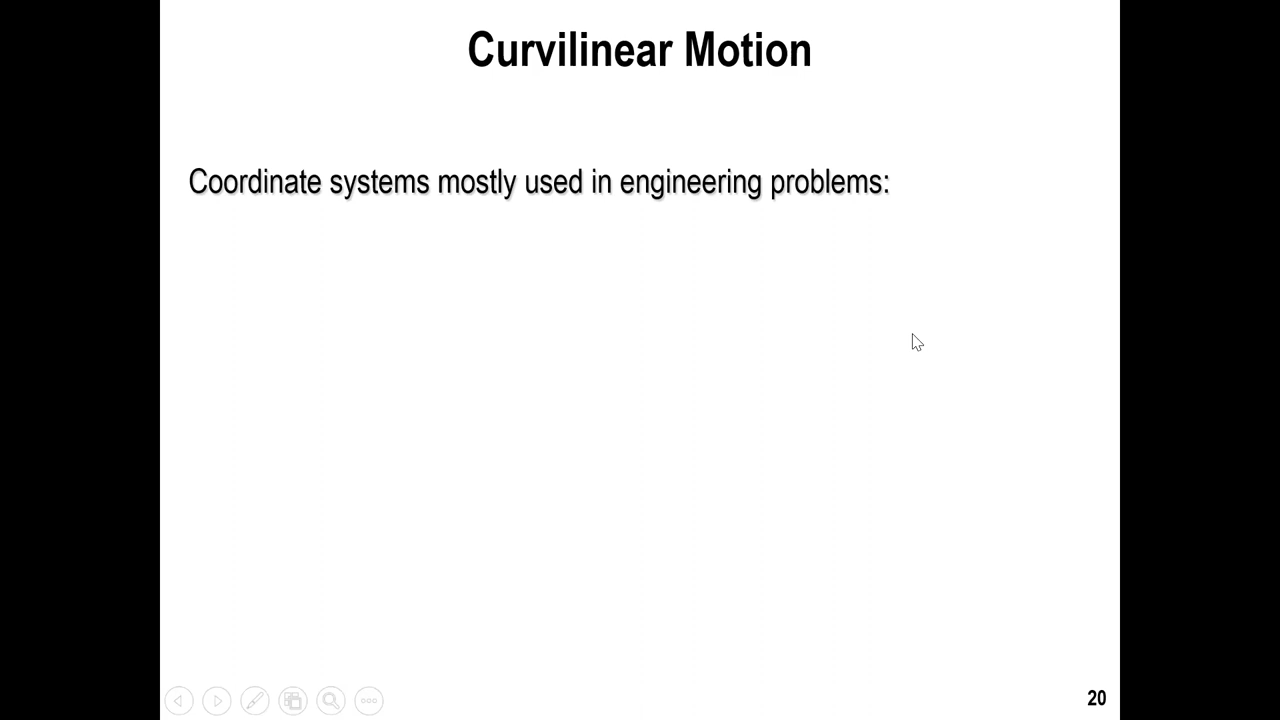 Curvilinear Motion
Coordinate systems mostly used in engineering problems:
20